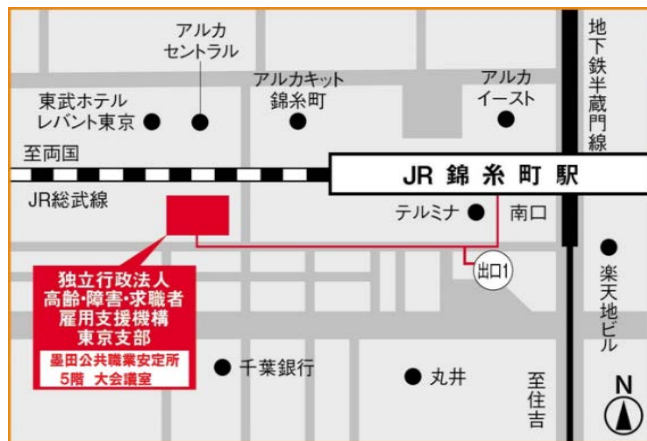 アルカ
セントラル
東武ホテル
レバント東京
アルカキット
錦糸町
アルカ
イースト
地下鉄半蔵門線
至両国
JR錦糸町駅
JR総武線
テルミナ
南口
出口1
楽天地ビル
独立行政法人
高齢・障害・求職者
雇用支援機構
東京支部
墨田公共職業安定所
5階 大会議室
千葉銀行
丸井
至住吉
N